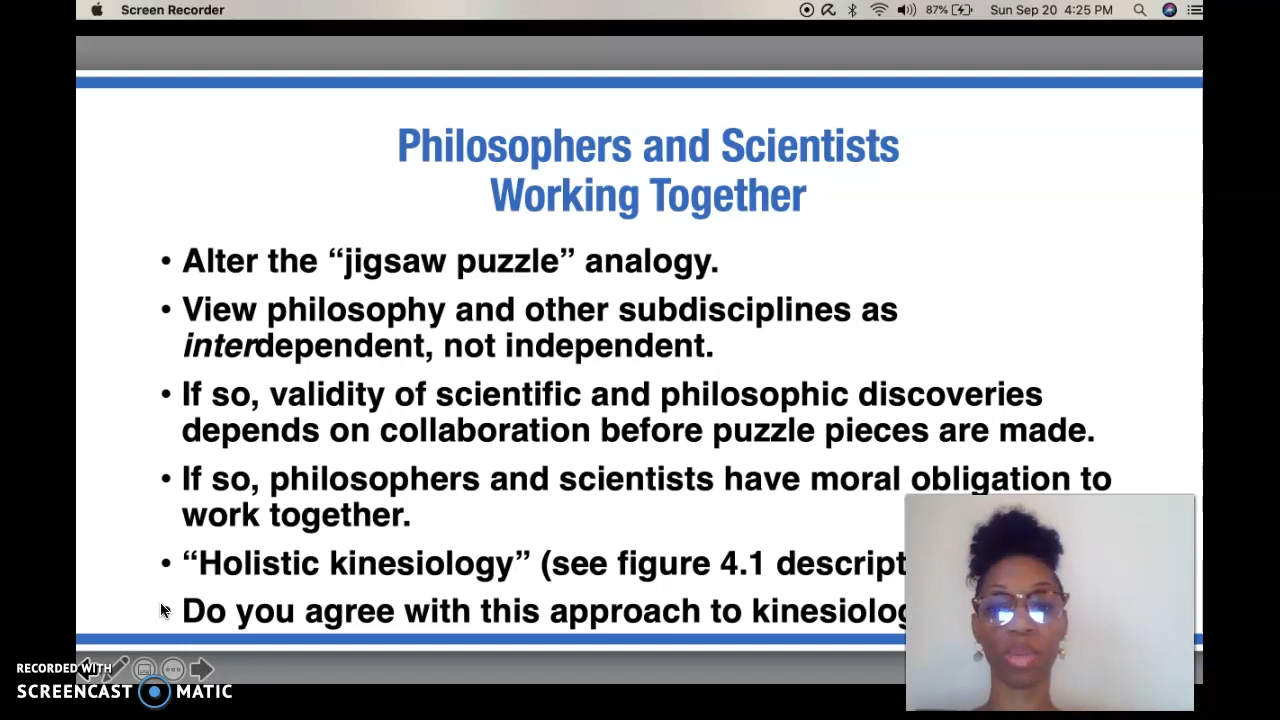 Screen Recorder
87%
Sun Sep 20 4:25 PM
Philosophers and Scientists
Working Together
• Alter the “jigsaw puzzle” analogy.
• View philosophy and other subdisciplines as
interdependent, not independent.
• If so, validity of scientific and philosophic discoveries
depends on collaboration before puzzle pieces are made.
• If so, philosophers and scientists have moral obligation to
work together.
• “Holistic kinesiology” (see figure 4.1 descript
Do you agree with this approach to kinesiolog
RECORDED WITH
SCREENCAST MATIC